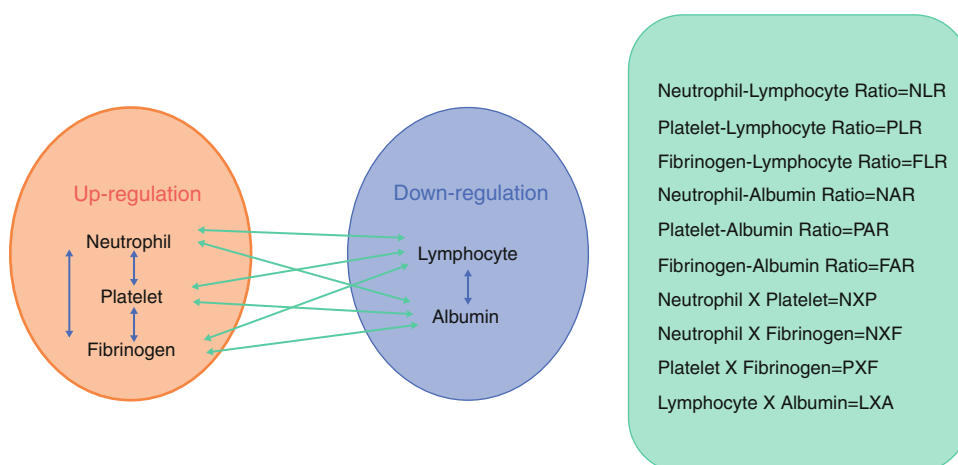 Up-regulation
Neutrophil
Platelet
Fibrinogen
Down-regulation
Lymphocyte
Albumin
Neutrophil-Lymphocyte Ratio=NLR
Platelet-Lymphocyte Ratio=PLR
Fibrinogen-Lymphocyte Ratio=FLR
Neutrophil-Albumin Ratio=NAR
Platelet-Albumin Ratio=PAR
Fibrinogen-Albumin Ratio=FAR
Neutrophil X Platelet=NXP
Neutrophil X Fibrinogen=NXF
Platelet X Fibrinogen=PXF
Lymphocyte X Albumin=LXA